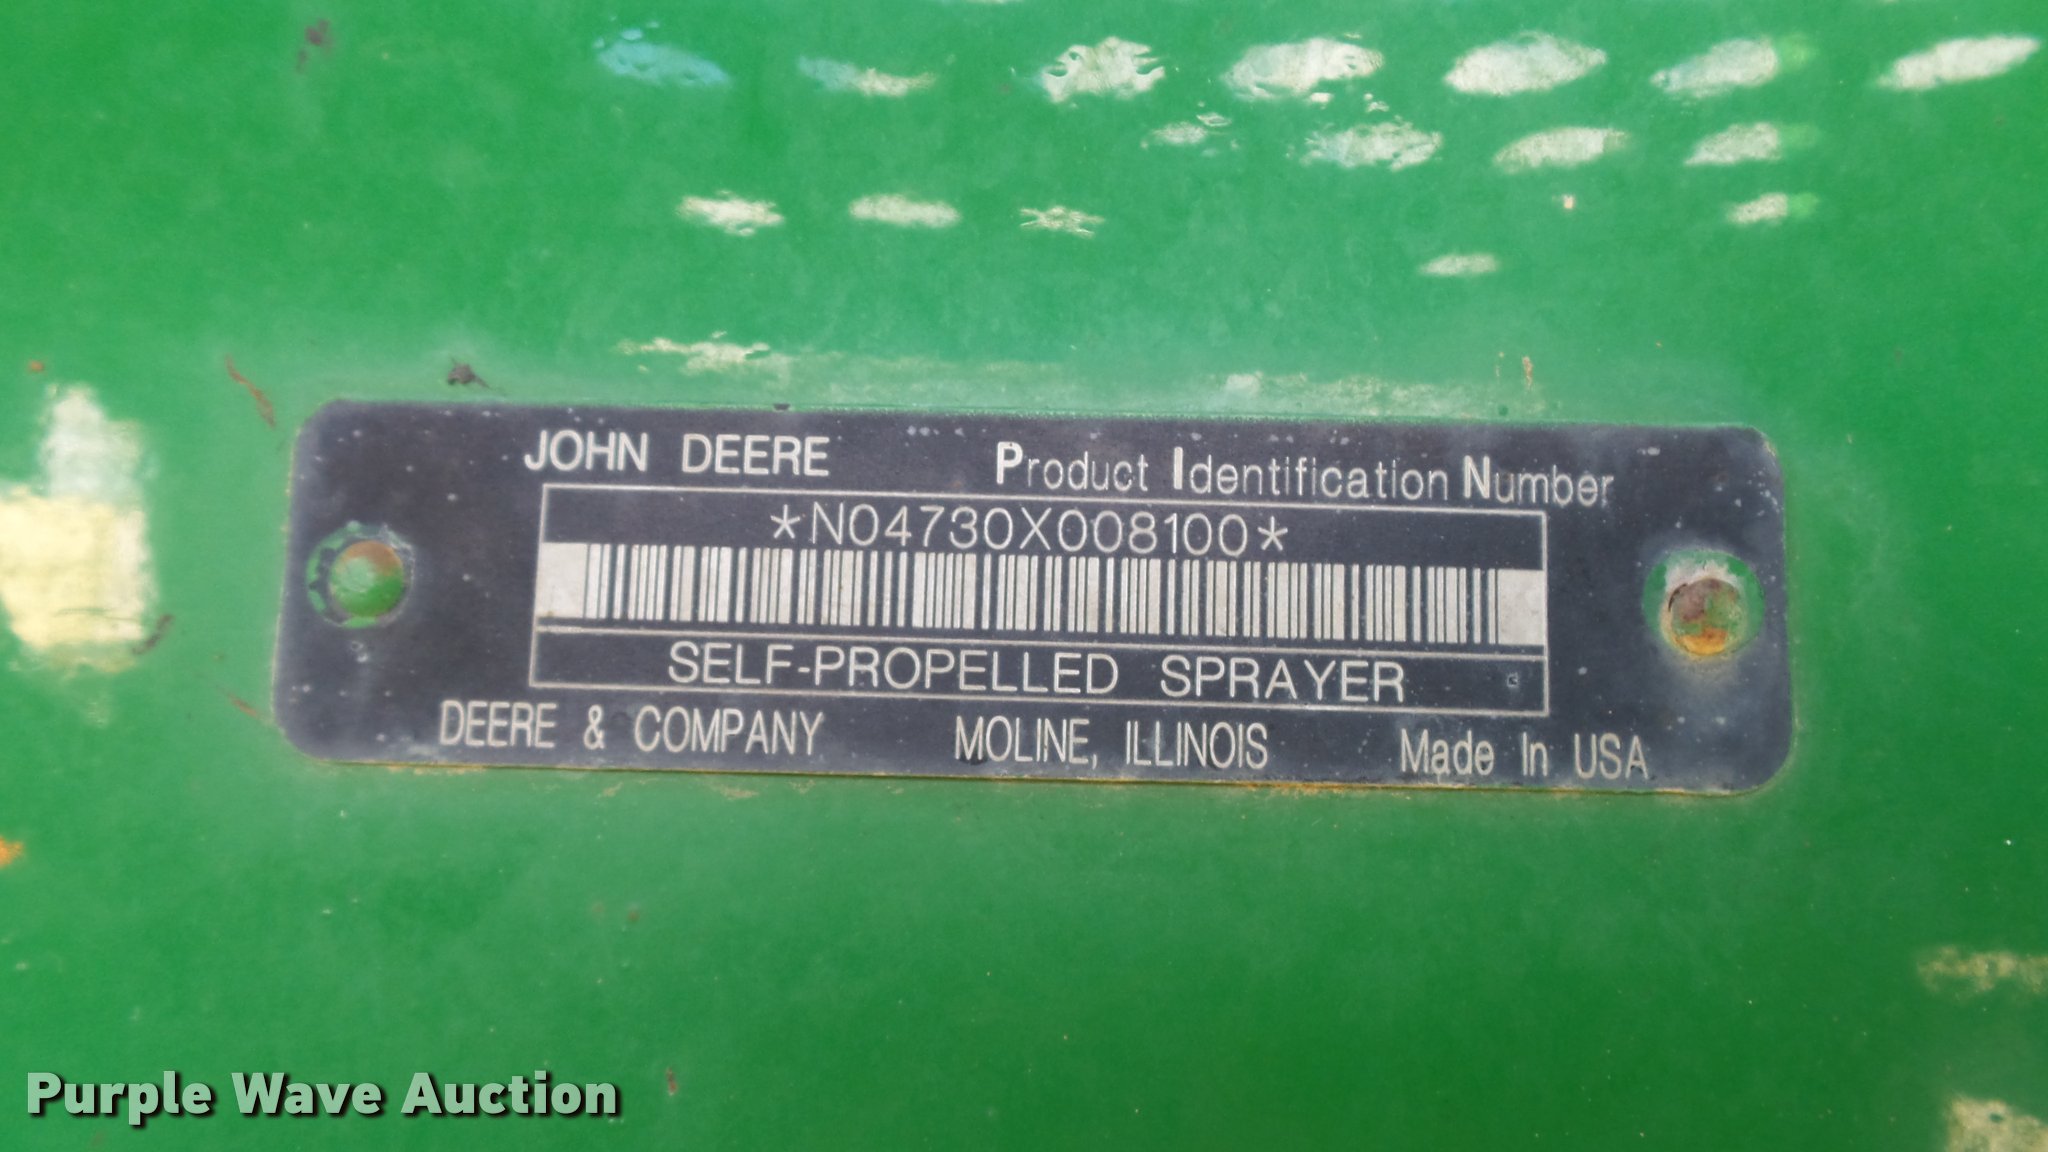 JOHN DEERE Product Identification Number
*N04730X008100*
SELF-PROPELLED SPRAYER
DEERE & COMPANY MOLINE, ILLINOIS Made In USA
Purple Wave Auction